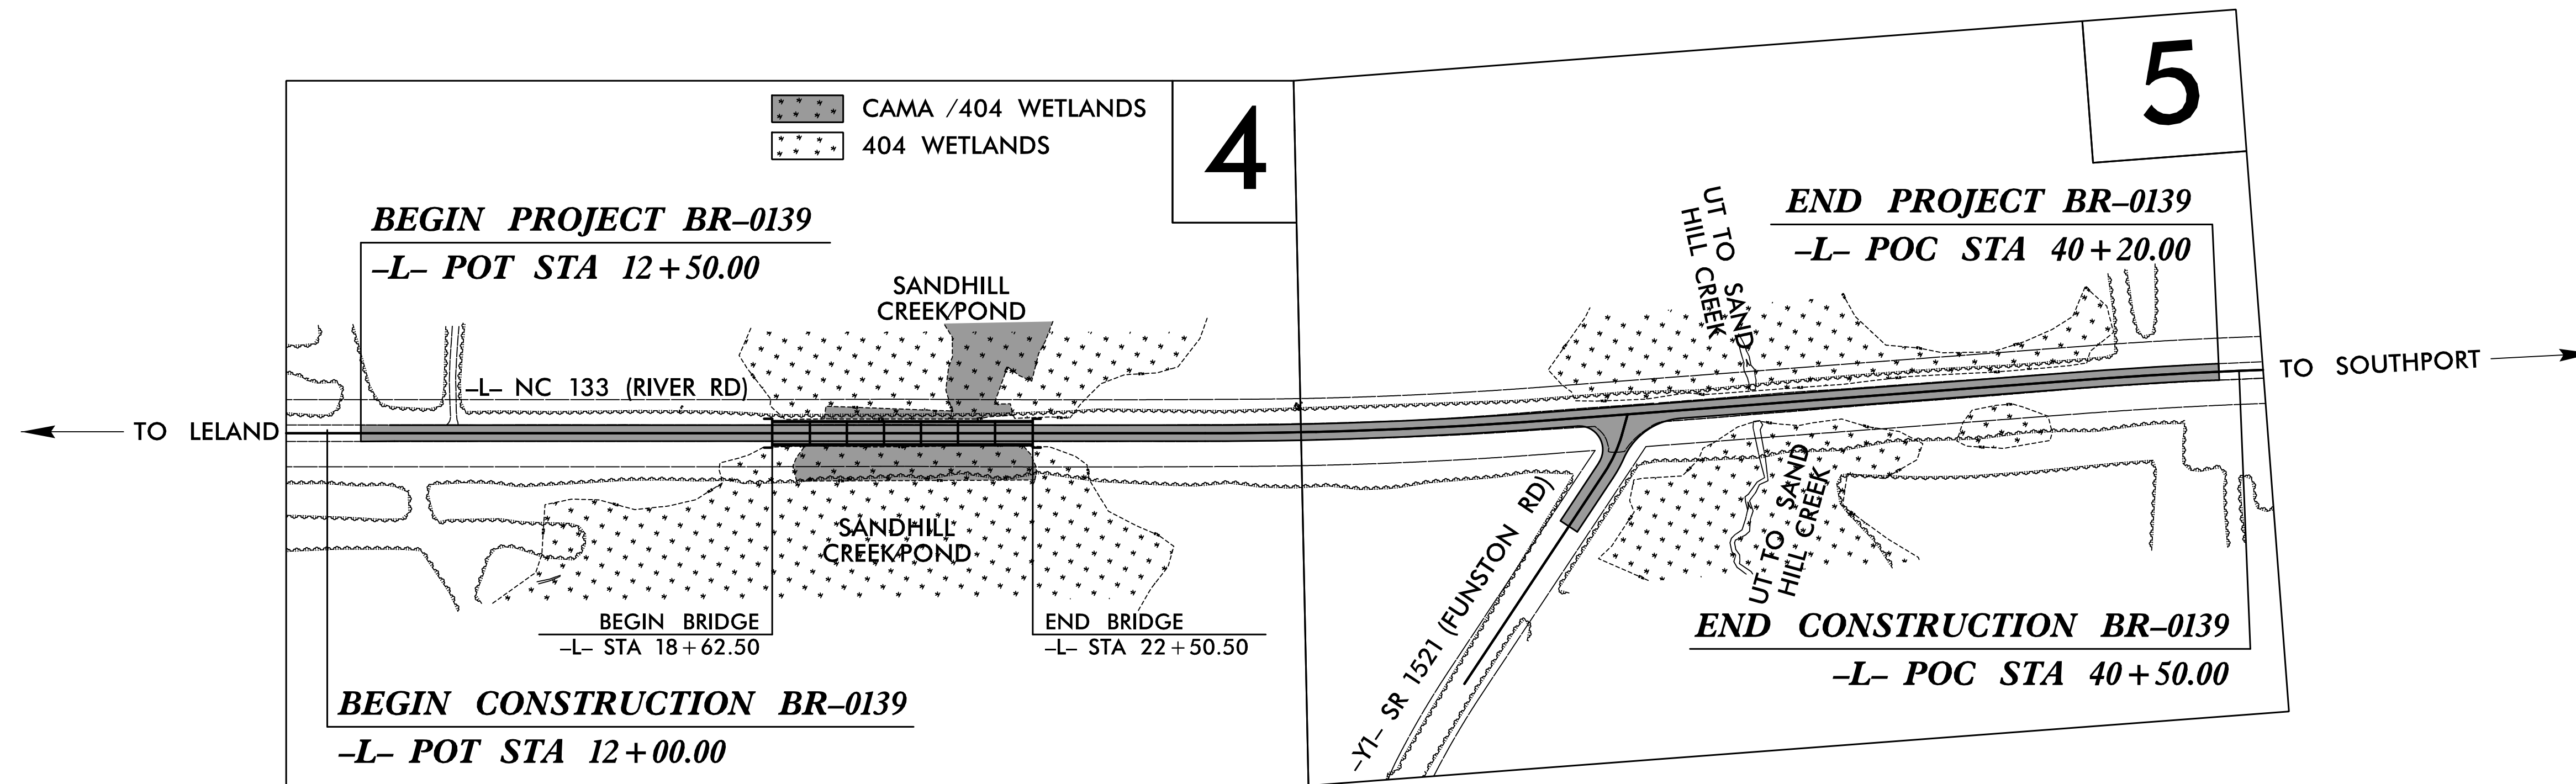 5
CAMA /404 WETLANDS
404 WETLANDS
4
BEGIN PROJECT BR–0139
–L– POT STA 12+50.00
END PROJECT BR–0139
–L– POC STA 40+20.00
UT TO SAND
HILL CREEK
SANDHILL
CREEK/POND
–L– NC 133 (RIVER RD)
TO SOUTHPORT
TO LELAND
SANDHILL
CREEK/POND
–Y1– SR 1521 (FUNSTON RD)
UT TO SAND
HILL CREEK
BEGIN BRIDGE
–L– STA 18+62.50
END BRIDGE
–L– STA 22+50.50
END CONSTRUCTION BR–0139
–L– POC STA 40+50.00
BEGIN CONSTRUCTION BR–0139
–L– POT STA 12+00.00